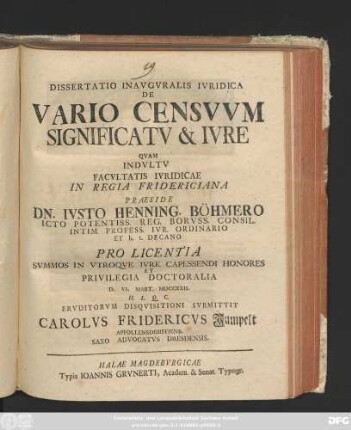 DISSERTATIO INAVGVRALIS IVRIDICA
DE
VARIO CENSVVM
SIGNIFICATV & IVRE
QVAM
INDVLTV
FACVLTATIS IVRIDICAE
IN REGIA FRIDERICIANA
PRAESIDE
DN. IVSTO HENNING. BÖHMERO
ICTO POTENTISS. REG. BORVSS. CONSIL.
INTIM PROFESS. IVR. ORDINARIO
ET h. t. DECANO
PRO LICENTIA
SVMMOS IN VTROQVE IVRE CAPESSENDI HONORES
ET
PRIVILEGIA DOCTORALIA
D. VI. MART. 
H. L. Q. C.
ERVDITORVM DISQVISITIONI SVBMITTIT
CAROLVS FRIDERICVS
SAXO ADVOCATVS DRESDENSIS.
HALAE MAGDEBVRGICAE
Typis IOANNIS GRVNERTI, Academ. & Senat. Typogr.
DFG